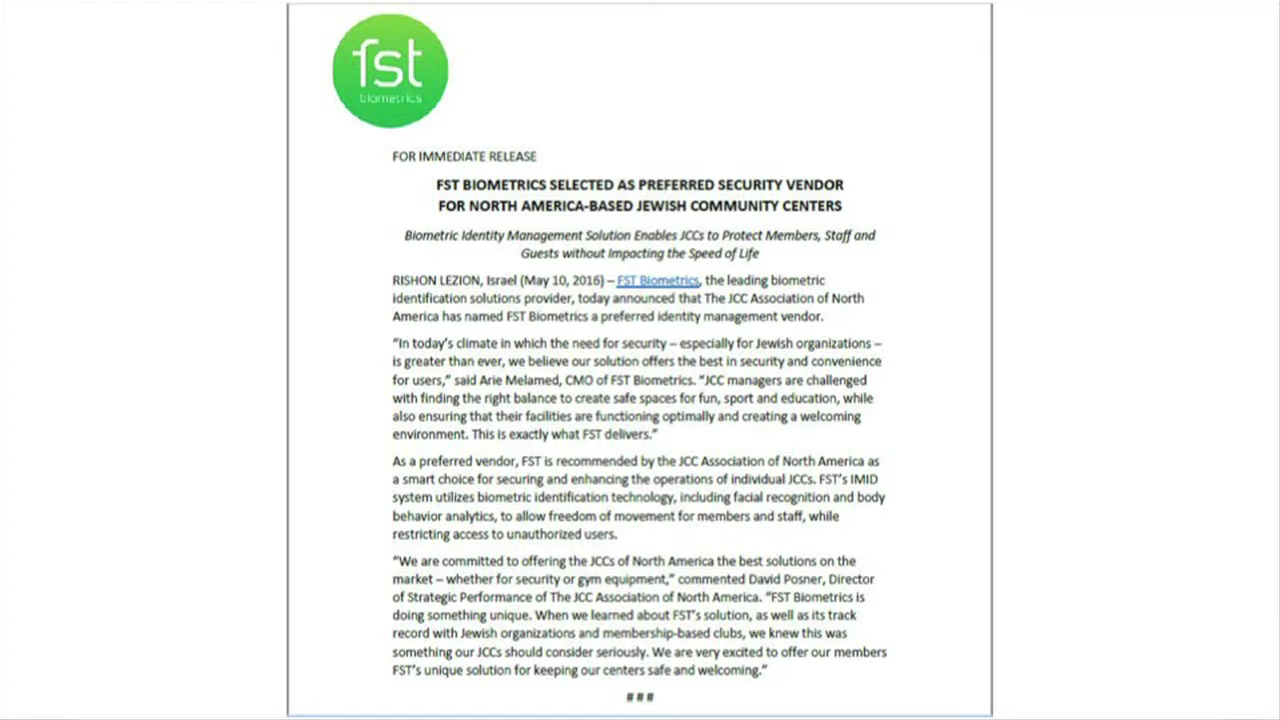 fst
biometrics
FOR IMMEDIATE RELEASE
FST BIOMETRICS SELECTED AS PREFERRED SECURITY VENDOR
FOR NORTH AMERICA-BASED JEWISH COMMUNITY CENTERS
Biometric Identity Management Solution Enables JCCs to Protect Members, Staff and
Guests without Impacting the Speed of Life
RISHON LEZION, Israel (May 10, 2016) – FST Biometrics, the leading biometric
identification solutions provider, today announced that The JCC Association of North
America has named FST Biometrics a preferred identity management vendor.
“In today’s climate in which the need for security – especially for Jewish organizations –
is greater than ever, we believe our solution offers the best in security and convenience
for users,” said Arie Melamed, CMO of FST Biometrics. “JCC managers are challenged
with finding the right balance to create safe spaces for fun, sport and education, while
also ensuring that their facilities are functioning optimally and creating a welcoming
environment. This is exactly what FST delivers.”
As a preferred vendor, FST is recommended by the JCC Association of North America as
a smart choice for securing and enhancing the operations of individual JCCs. FST’s IMID
system utilizes biometric identification technology, including facial recognition and body
behavior analytics, to allow freedom of movement for members and staff, while
restricting access to unauthorized users.
“We are committed to offering the JCCs of North America the best solutions on the
market – whether for security or gym equipment,” commented David Posner, Director
of Strategic Performance of The JCC Association of North America. “FST Biometrics is
doing something unique. When we learned about FST’s solution, as well as its track
record with Jewish organizations and membership-based clubs, we knew this was
something our JCCs should consider seriously. We are very excited to offer our members
FST’s unique solution for keeping our centers safe and welcoming.”
# # #